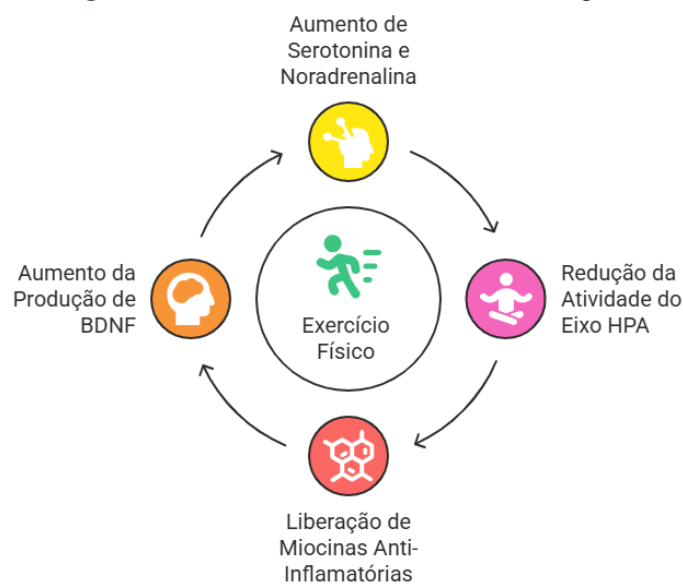 Aumento de
Serotonina e
Noradrenalina
Aumento da
Produção de
BDNF
Exercício
Físico
Redução da
Atividade do
Eixo HPA
Liberação de
Miocinas Anti-
Inflamatórias